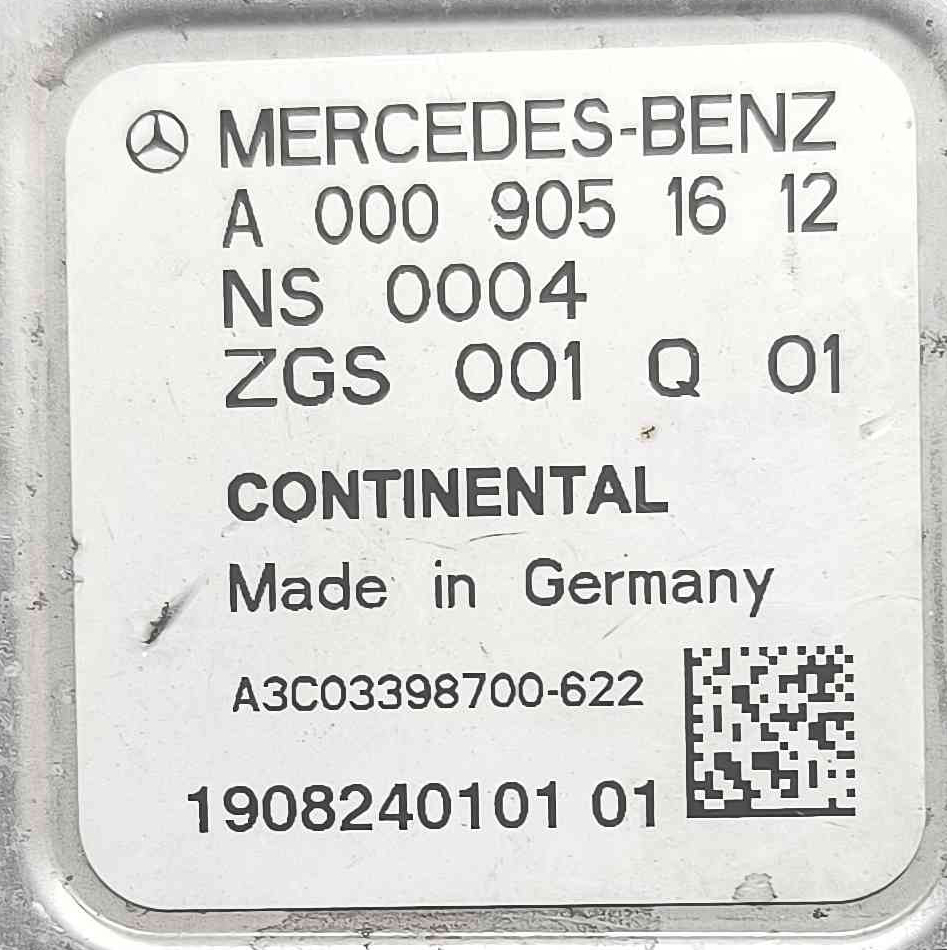 MERCEDES-BENZ
A 000 905 16 12
NS 0004
ZGS 001 Q 01
CONTINENTAL
Made in Germany
A3C03398700-622
1908240101 01